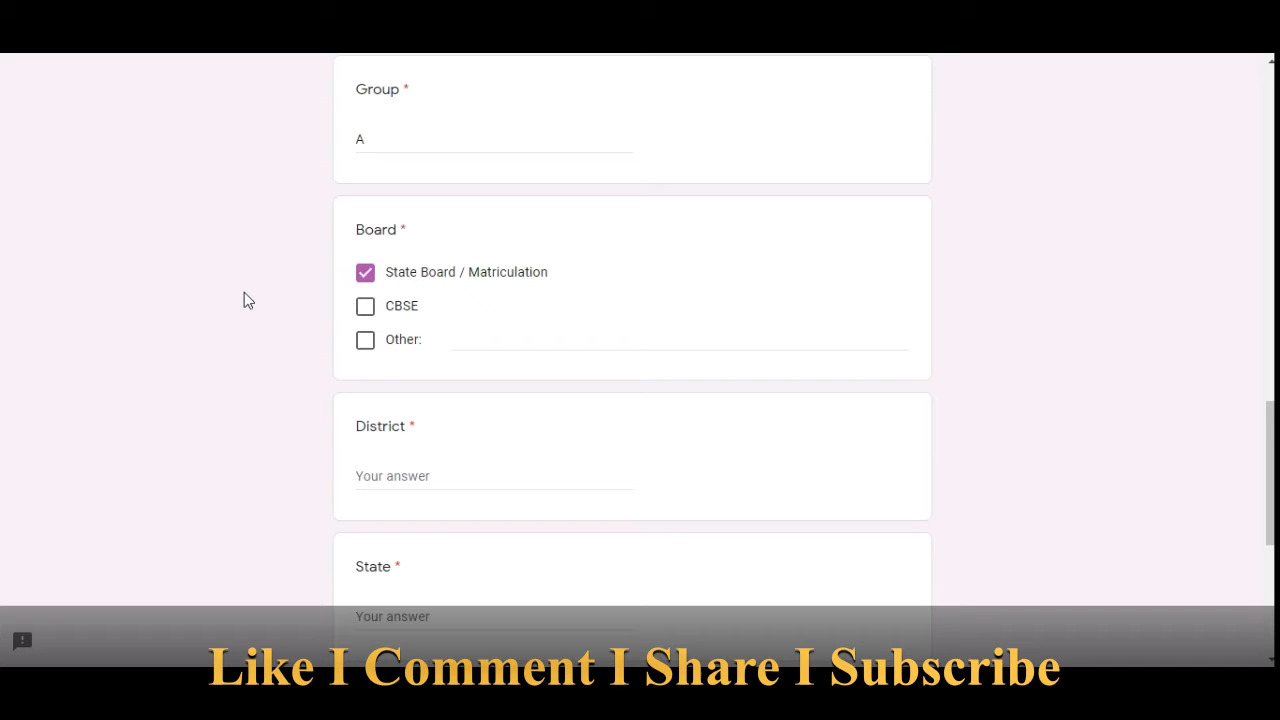 Group *
A
Board *
State Board / Matriculation
CBSE
Other:
District *
Your answer
State *
Your answer
Like I Comment I Share I Subscribe